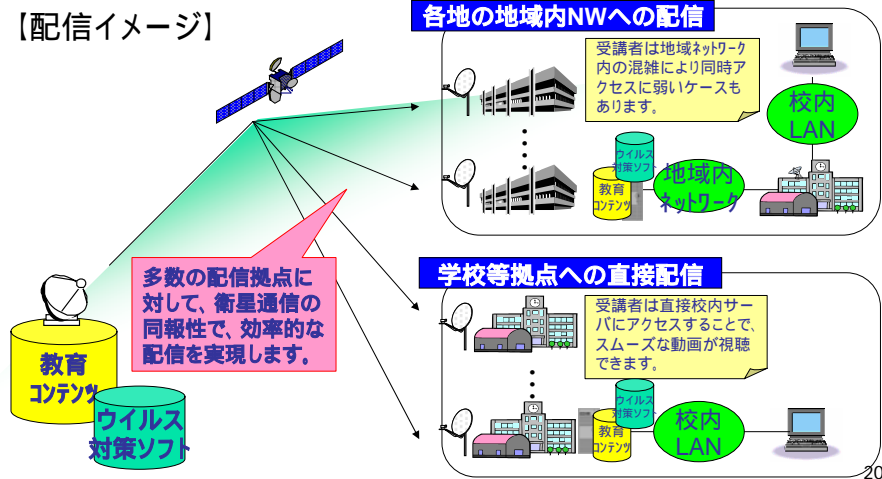 【配信イメージ】
各地の地域内NWへの配信
受講者は地域ネットワーク
内の混雑により同時ア
クセスに弱いケースも
あります。
校内
LAN
ウイルス
対策ソフト
教育
コンテンツ
地域内
ネットワーク
多数の配信拠点に
対して、衛星通信の
同報性で、効率的な
配信を実現します。
学校等拠点への直接配信
受講者は直接校内サー
バにアクセスすることで、
スムーズな動画が視聴
できます。
教育
コンテンツ
ウイルス
対策ソフト
ウイルス
対策ソフト
教育
コンテンツ
校内
LAN
20